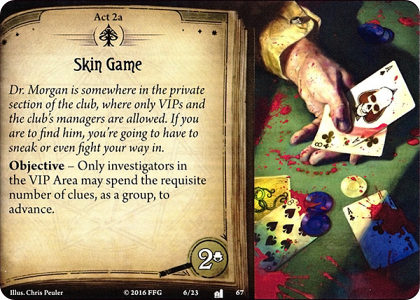 Act 2a
Skin Game
Dr. Morgan is somewhere in the private
section of the club, where only VIPs and
the club's managers are allowed. If you
are to find him, you're going to have to
sneak or even fight your way in.
Objective – Only investigators in
the VIP Area may spend the requisite
number of clues, as a group, to
advance.
2
Illus. Chris Peuler
© 2016 FFG
6/23
67
A
8
A